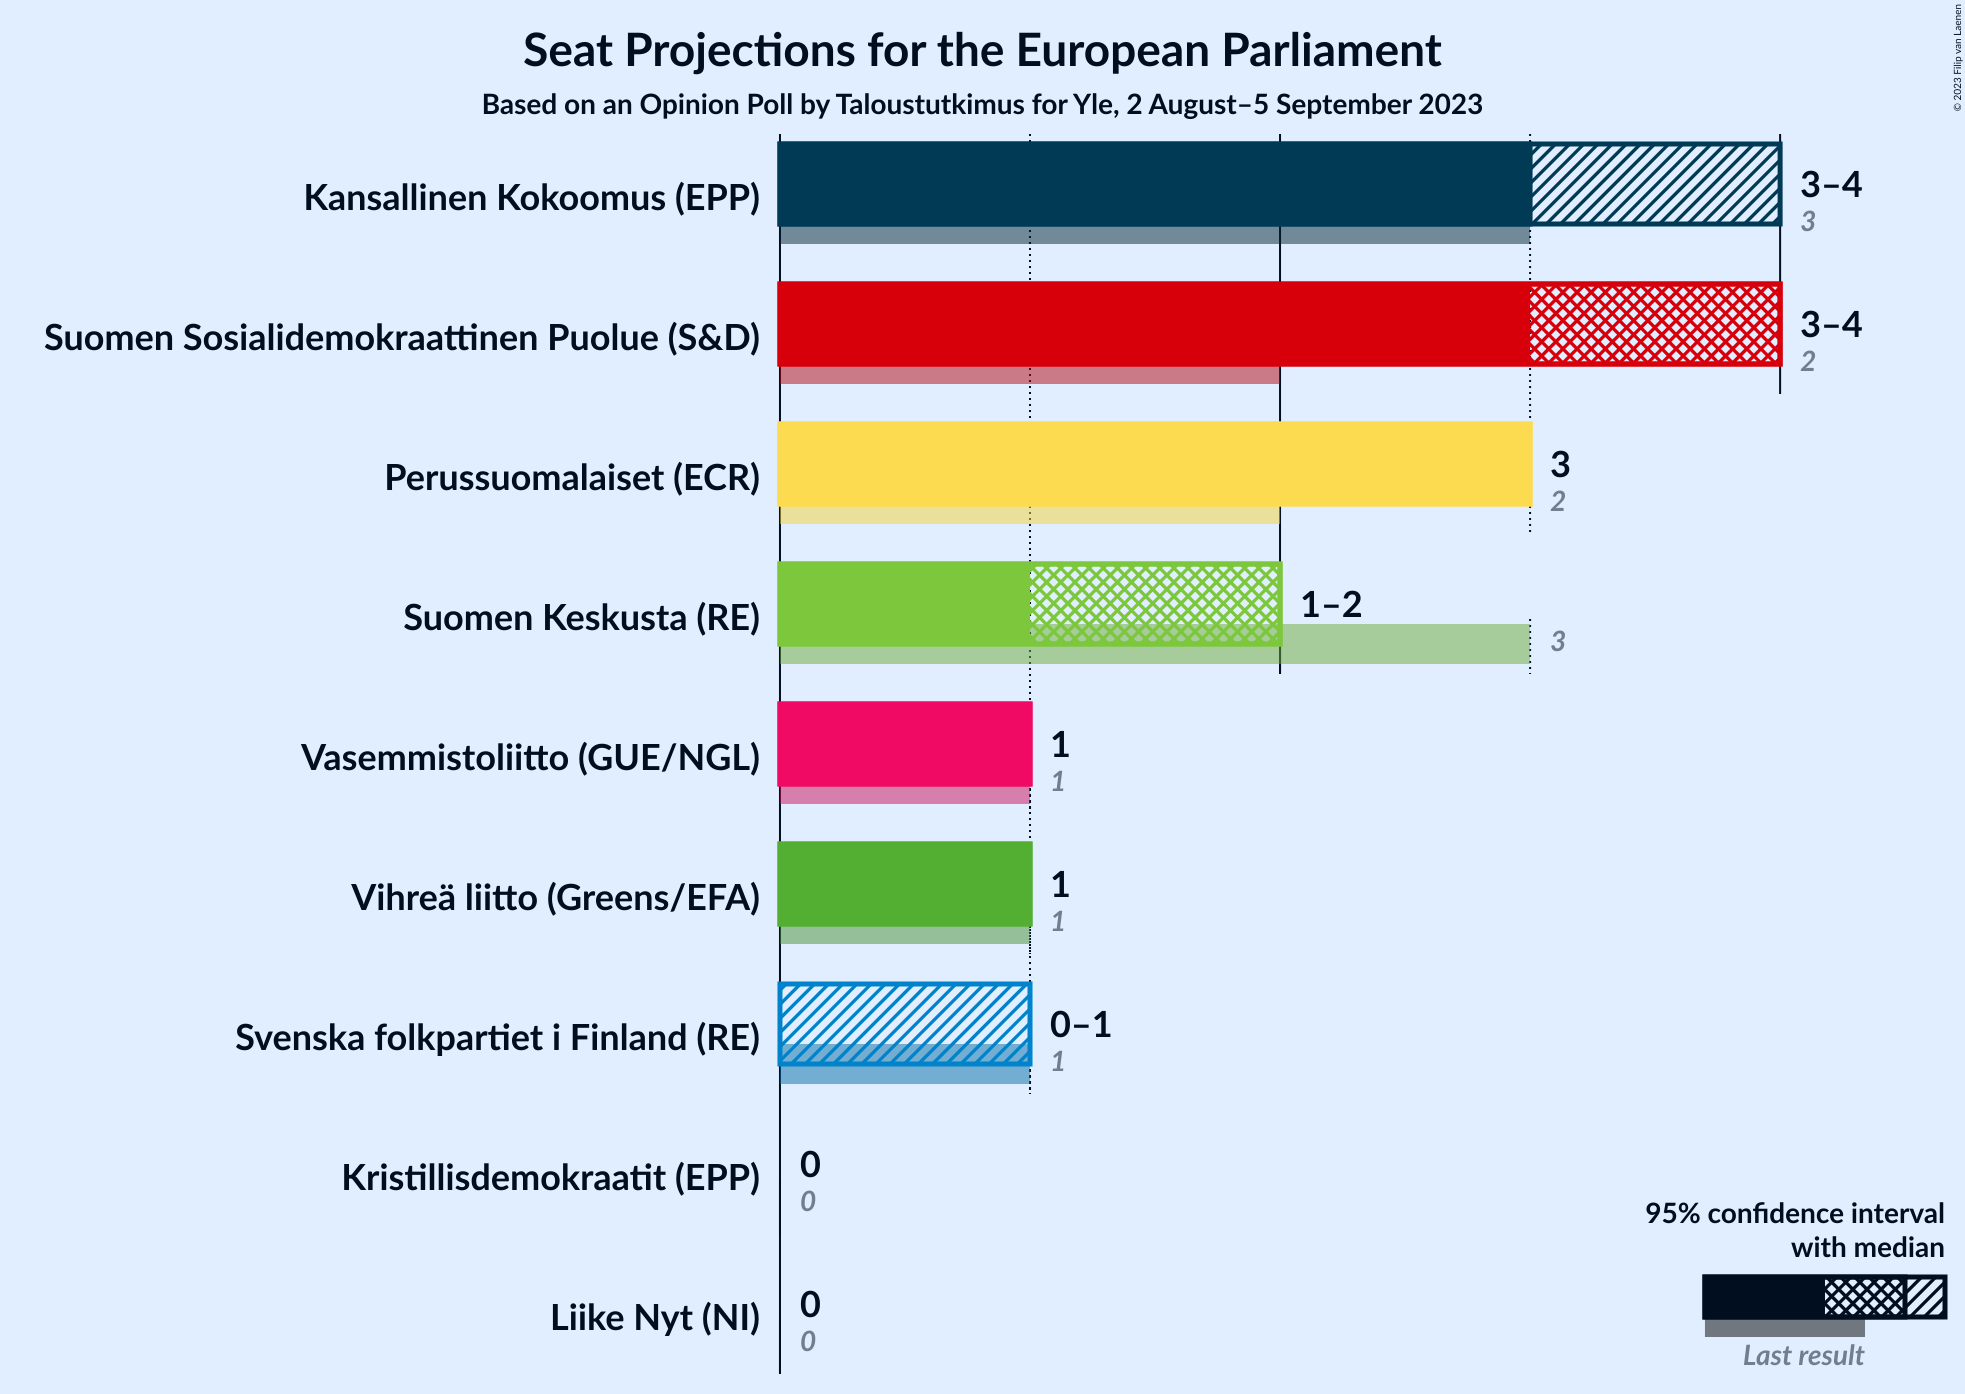 Seat Projections for the European Parliament
Based on an Opinion Poll by Taloustutkimus for Yle, 2 August–5 September 2023
© 2023 Filip van Laenen
Kansallinen Kokoomus (EPP)
3–4
3
Suomen Sosialidemokraattinen Puolue (S&D)
3–4
2
Perussuomalaiset (ECR)
3
2
Suomen Keskusta (RE)
1–2
3
Vasemmistoliitto (GUE/NGL)
1
1
Vihreä liitto (Greens/EFA)
1
1
Svenska folkpartiet i Finland (RE)
0–1
1
Kristillisdemokraatit (EPP)
0
0
Liike Nyt (NI)
0
0
95% confidence interval
with median
Last result